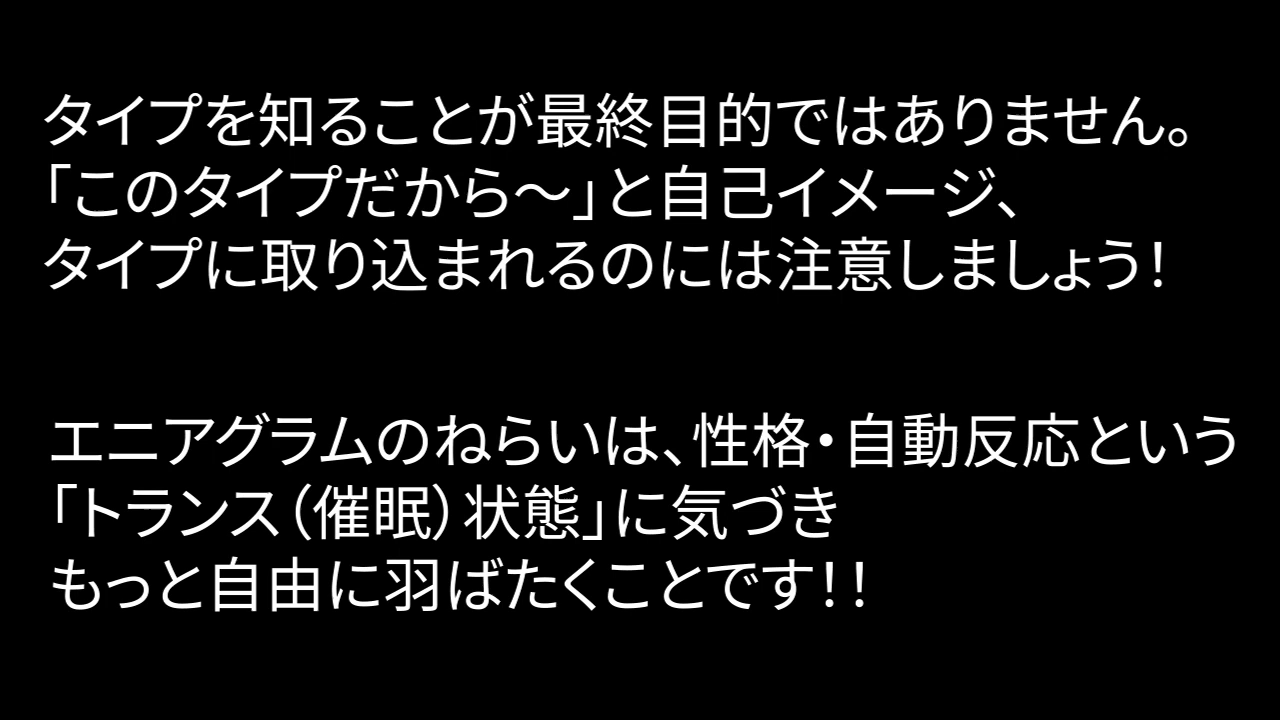 タイプを知ることが最終目的ではありません。
「このタイプだから～」と自己イメージ、
タイプに取り込まれるのには注意しましょう！
エニアグラムのねらいは、性格・自動反応という
「トランス（催眠）状態」に気づき
もっと自由に羽ばたくことです！！